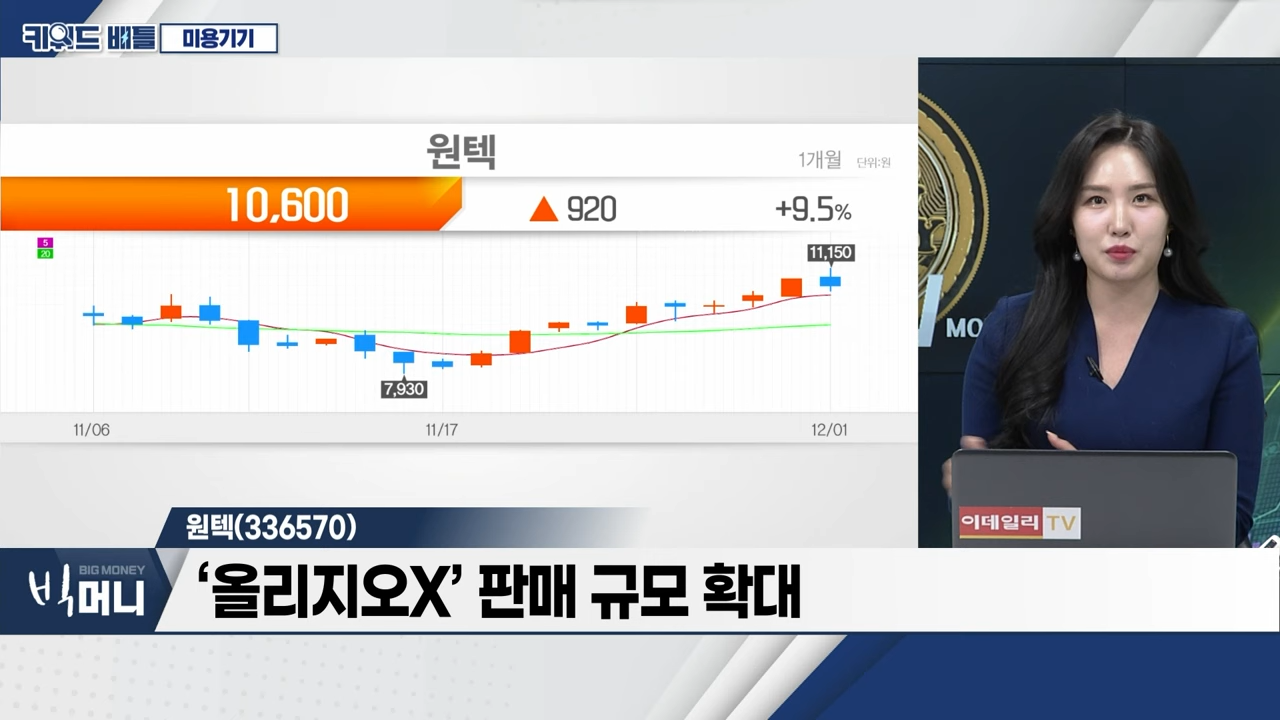 키워드 배틀 미용기기
원텍
1개월 단위:원
10,600 ▲ 920 +9.5%
5
20
11,150
7,930
11/06 11/17 12/01
MO
이데일리TV
원텍(336570)
BIG MONEY
빅머니
‘올리지오X’ 판매 규모 확대